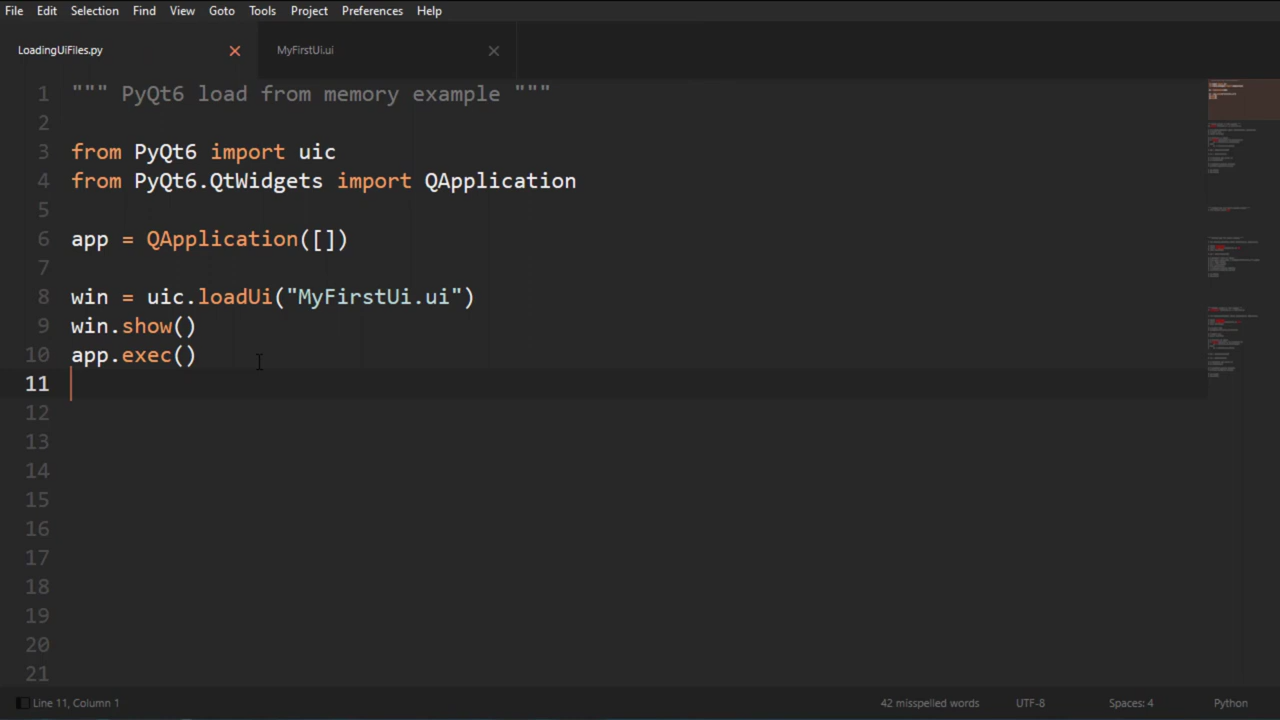 File Edit Selection Find View Goto Tools Project Preferences Help
LoadingUiFiles.py MyFirstUi.ui
1 """ PyQt6 load from memory example """
2
3 from PyQt6 import uic
4 from PyQt6.QtWidgets import QApplication
5
6 app = QApplication([])
7
8 win = uic.loadUi("MyFirstUi.ui")
9 win.show()
10 app.exec()
11
12
13
14
15
16
17
18
19
20
21
Line 11, Column 1 42 misspelled words UTF-8 Spaces: 4 Python